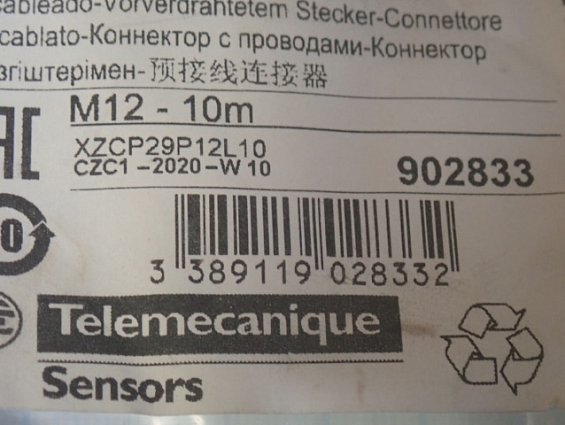 cableado-Vorverdrahtetem Stecker-Connettore
cablato-Коннектор с проводами-Коннектор
згіштерімен-预接线连接器
M12 - 10m
XZCP29P12L10
CZC1 -2020-W 10
902833
3 389119 028332
Telemecanique
Sensors